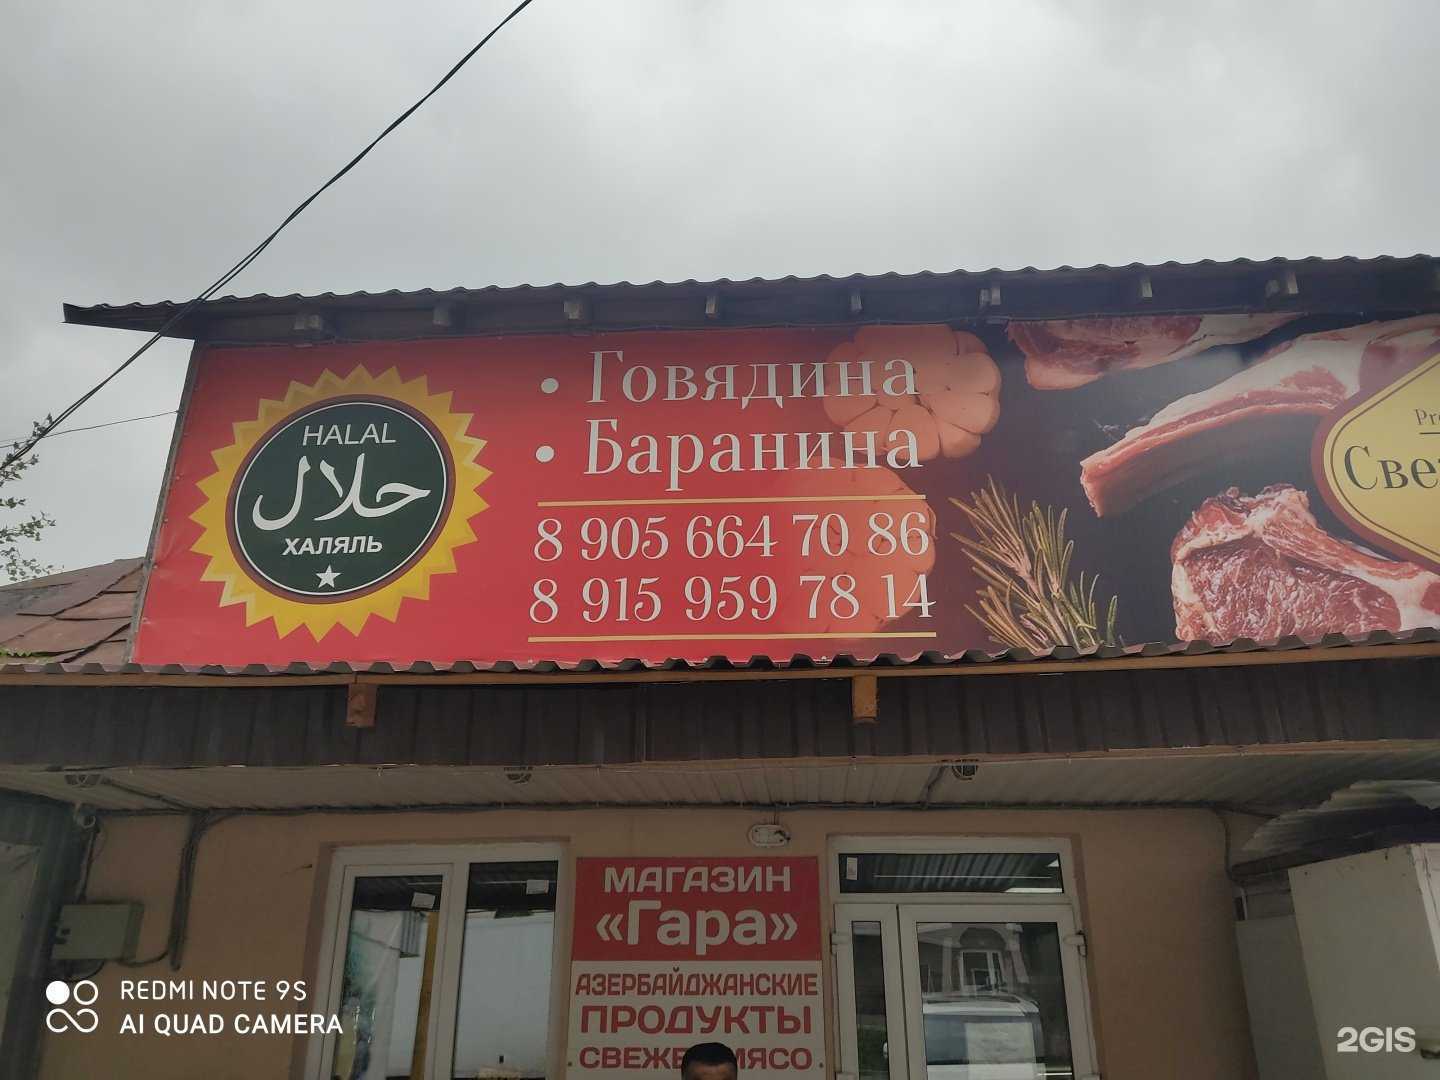 HALAL
حلال
ХАЛЯЛЬ
• Говядина
• Баранина
8 905 664 70 86
8 915 959 78 14
МАГАЗИН
«Гара»
АЗЕРБАЙДЖАНСКИЕ
ПРОДУКТЫ
МЯСО
REDMI NOTE 9S
AI QUAD CAMERA
2GIS